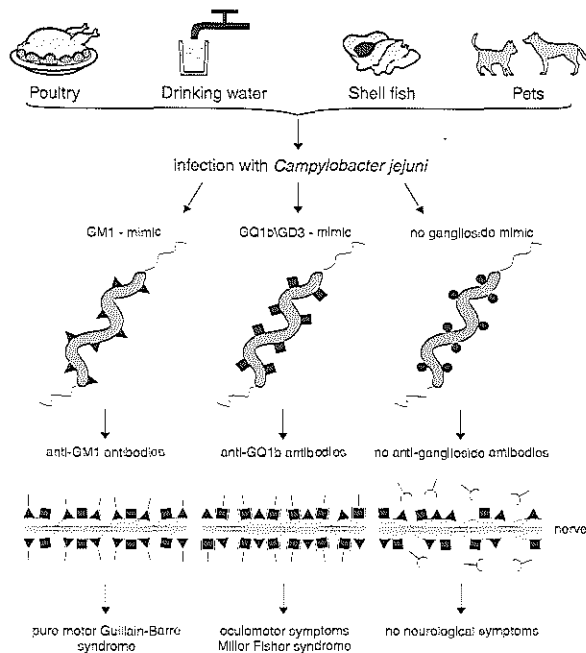 Poultry Drinking water Shell fish Pets
infection with Campylobacter jejuni
GM1 - mimic GQ1b\GD3 - mimic no ganglioside mimic
anti-GM1 antibodies anti-GQ1b antibodies no anti-ganglioside antibodies
nerve
pure motor Guillain-Barre oculomotor symptoms no neurological symptoms
syndrome Miller Fisher syndrome